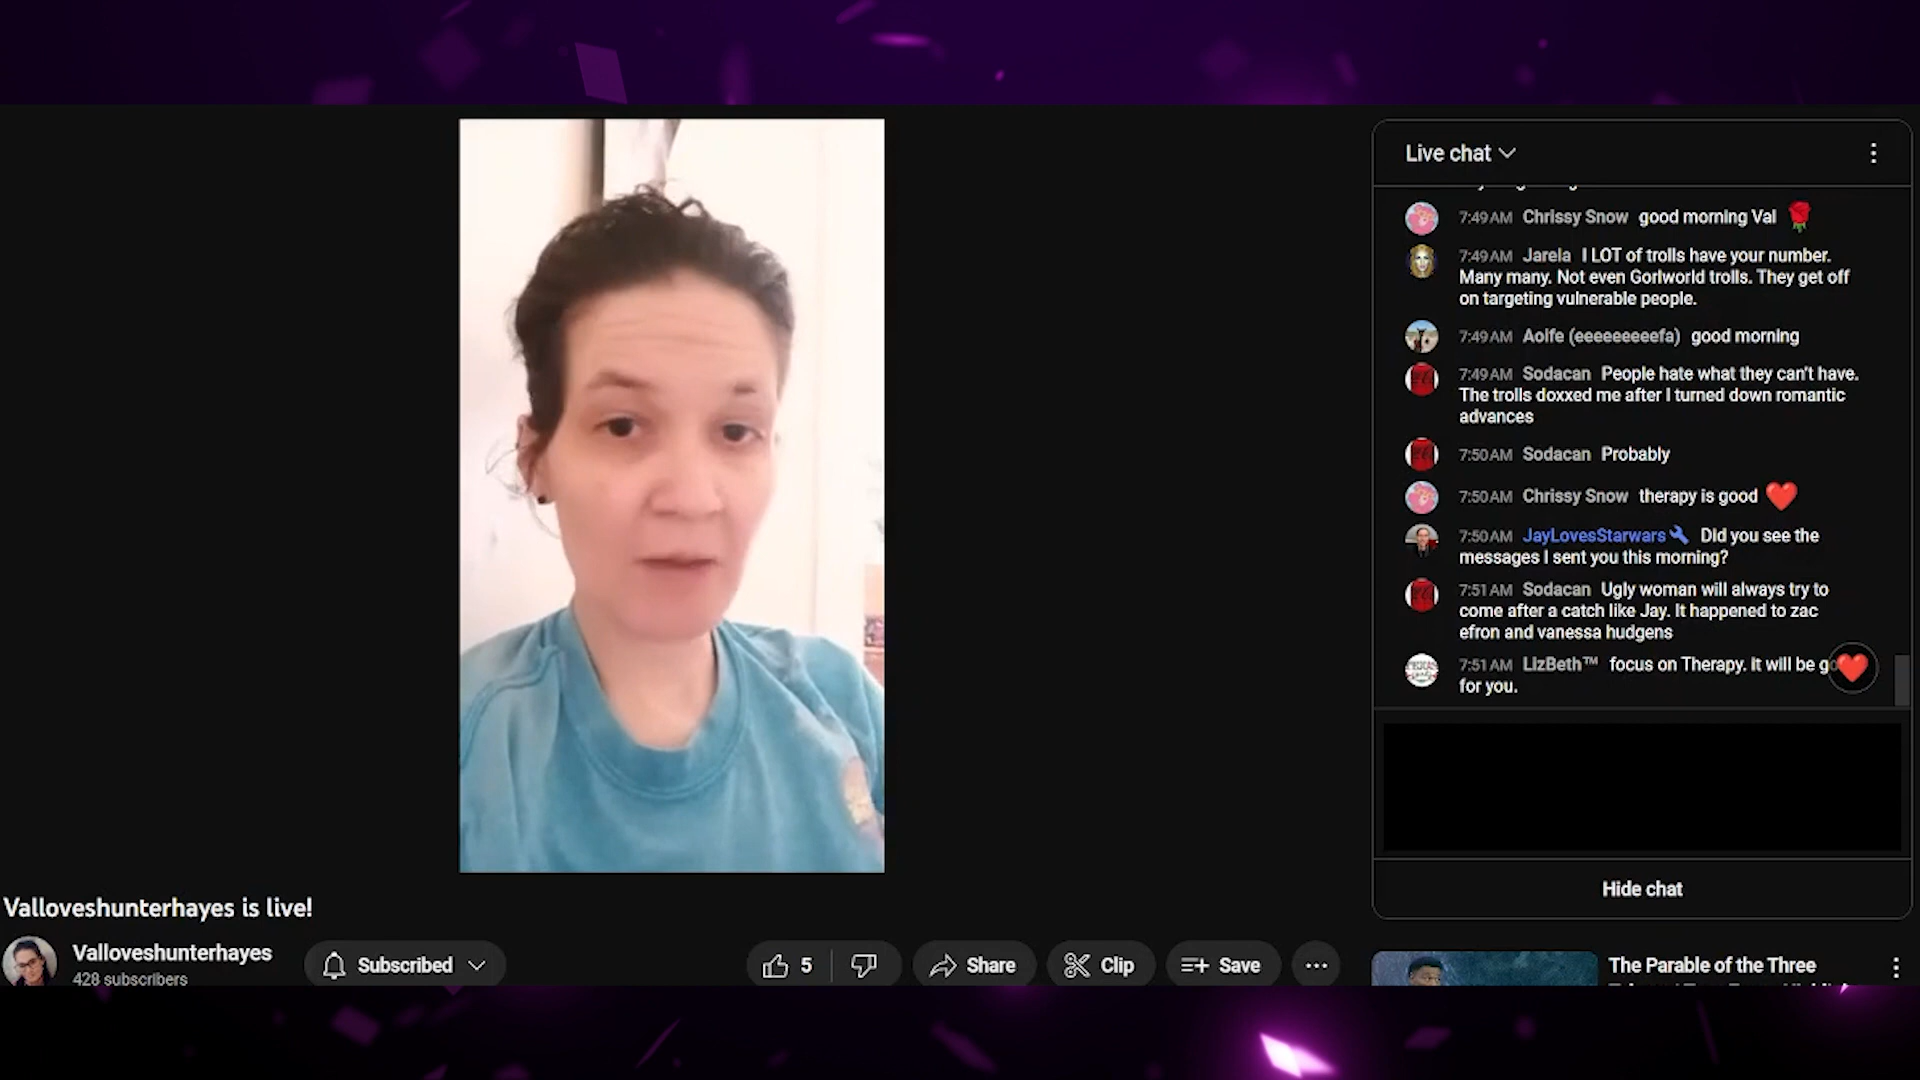 Live chat
7:49 AM Chrissy Snow good morning Val
7:49 AM Jarela I LOT of trolls have your number.
Many many. Not even Gorlworld trolls. They get off
on targeting vulnerable people.
7:49 AM Aolfe (eeeeeeeeefa) good morning
7:49 AM Sodacan People hate what they can't have.
The trolls doxxed me after I turned down romantic
advances
7:50 AM Sodacan Probably
7:50 AM Chrissy Snow therapy is good
7:50 AM JayLovesStarwars Did you see the
messages I sent you this morning?
7:51 AM Sodacan Ugly woman will always try to
come after a catch like Jay. It happened to zac
efron and vanessa hudgens
7:51 AM LizBeth™ focus on Therapy. it will be
for you.
Hide chat
Valloveshunterhayes is live!
Valloveshunterhayes
428 subscribers
Subscribed
5
Share
Clip
Save
The Parable of the Three